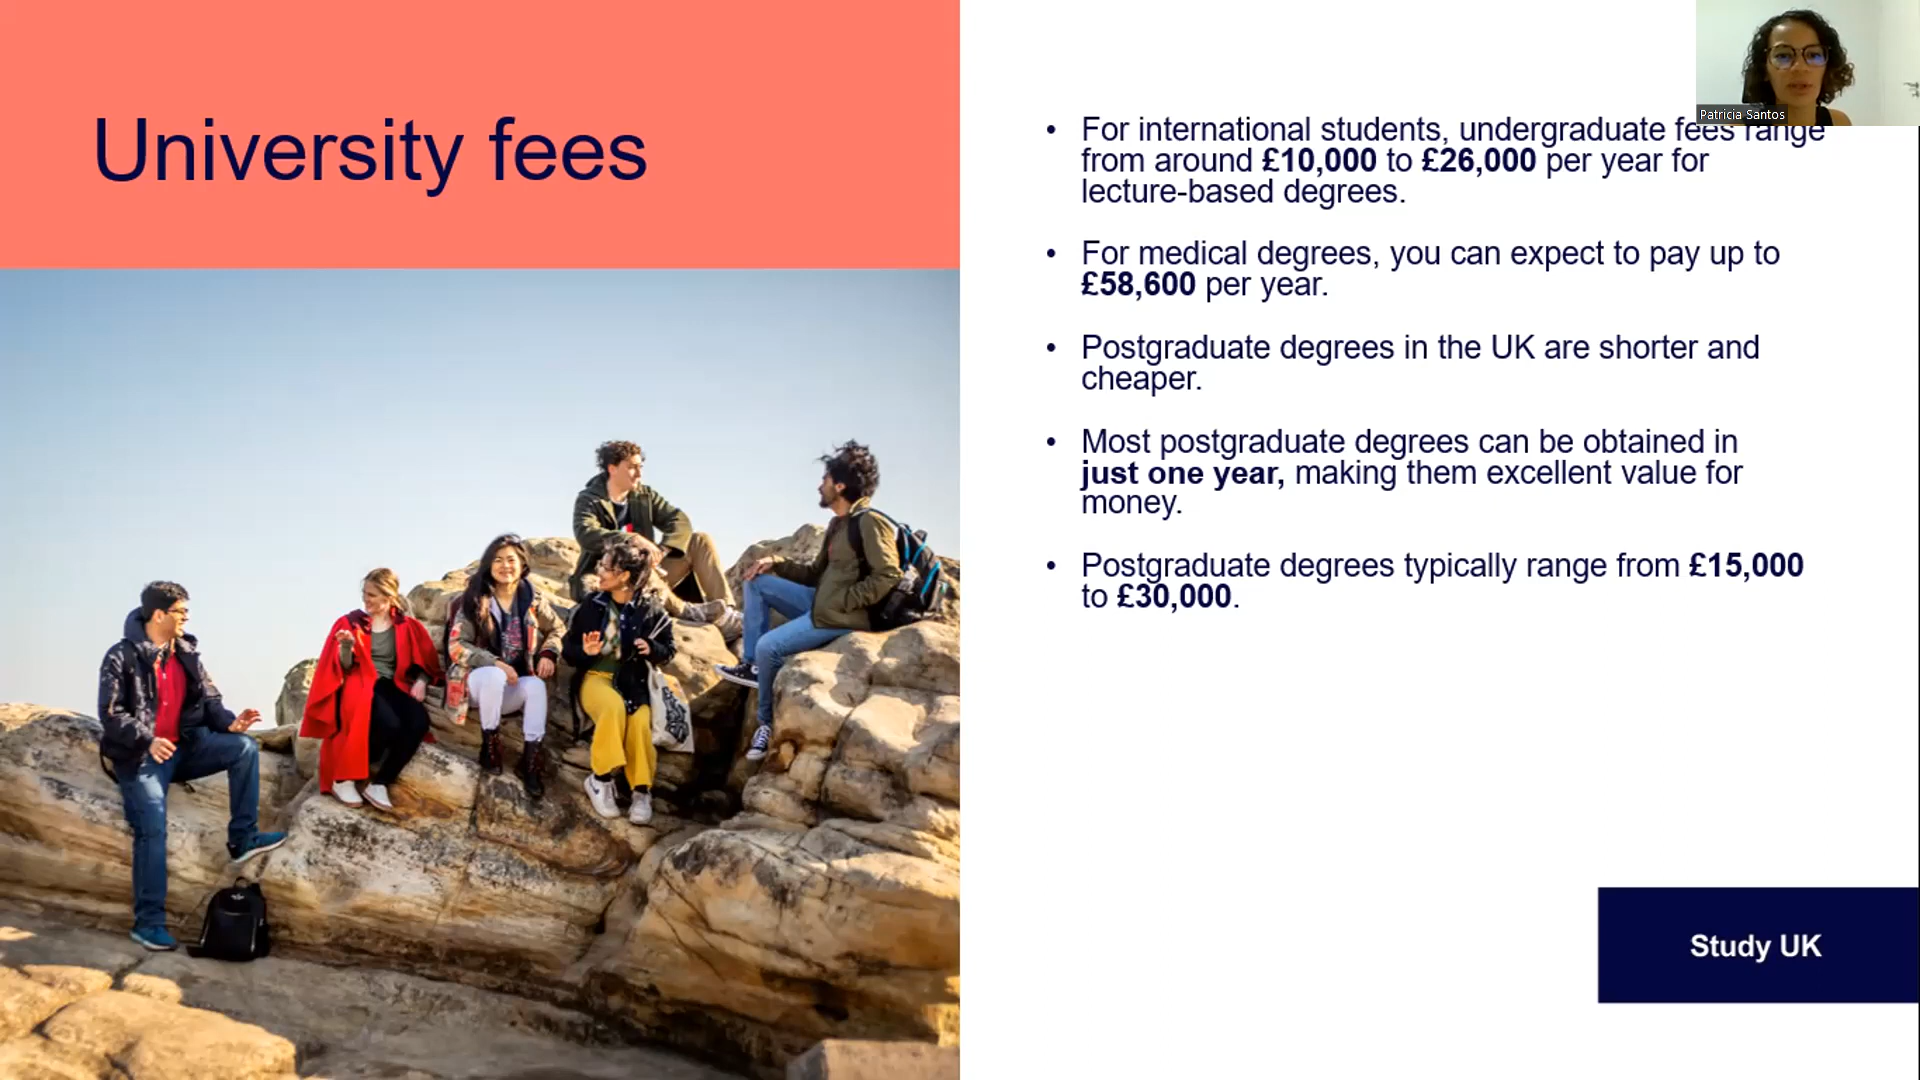 University fees
Patricia Santos
• For international students, undergraduate fees range
from around £10,000 to £26,000 per year for
lecture-based degrees.
• For medical degrees, you can expect to pay up to
£58,600 per year.
• Postgraduate degrees in the UK are shorter and
cheaper.
• Most postgraduate degrees can be obtained in
just one year, making them excellent value for
money.
• Postgraduate degrees typically range from £15,000
to £30,000.
Study UK